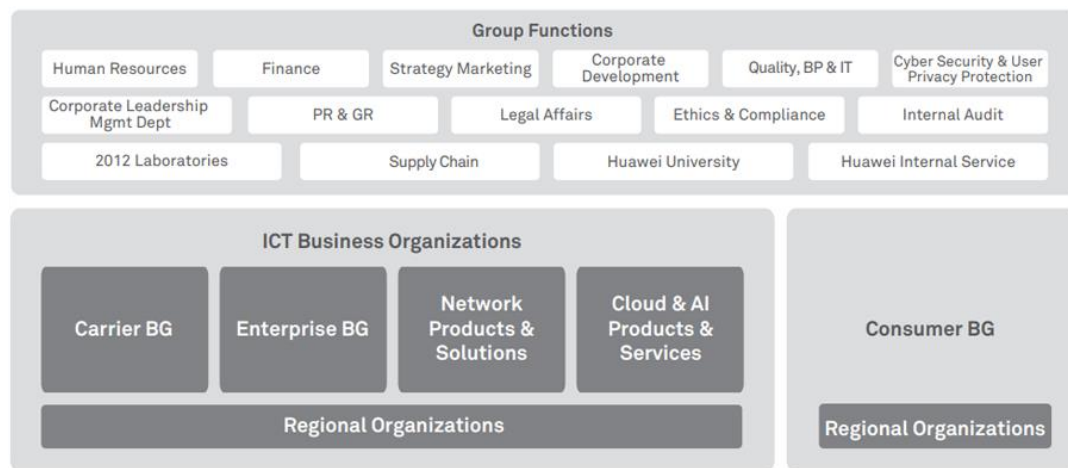 Group Functions
Human Resources
Finance
Strategy Marketing
Corporate
Development
Quality, BP & IT
Cyber Security & User
Privacy Protection
Corporate Leadership
Mgmt Dept
PR & GR
Legal Affairs
Ethics & Compliance
Internal Audit
2012 Laboratories
Supply Chain
Huawei University
Huawei Internal Service
ICT Business Organizations
Carrier BG
Enterprise BG
Network
Products &
Solutions
Cloud & AI
Products &
Services
Regional Organizations
Consumer BG
Regional Organizations